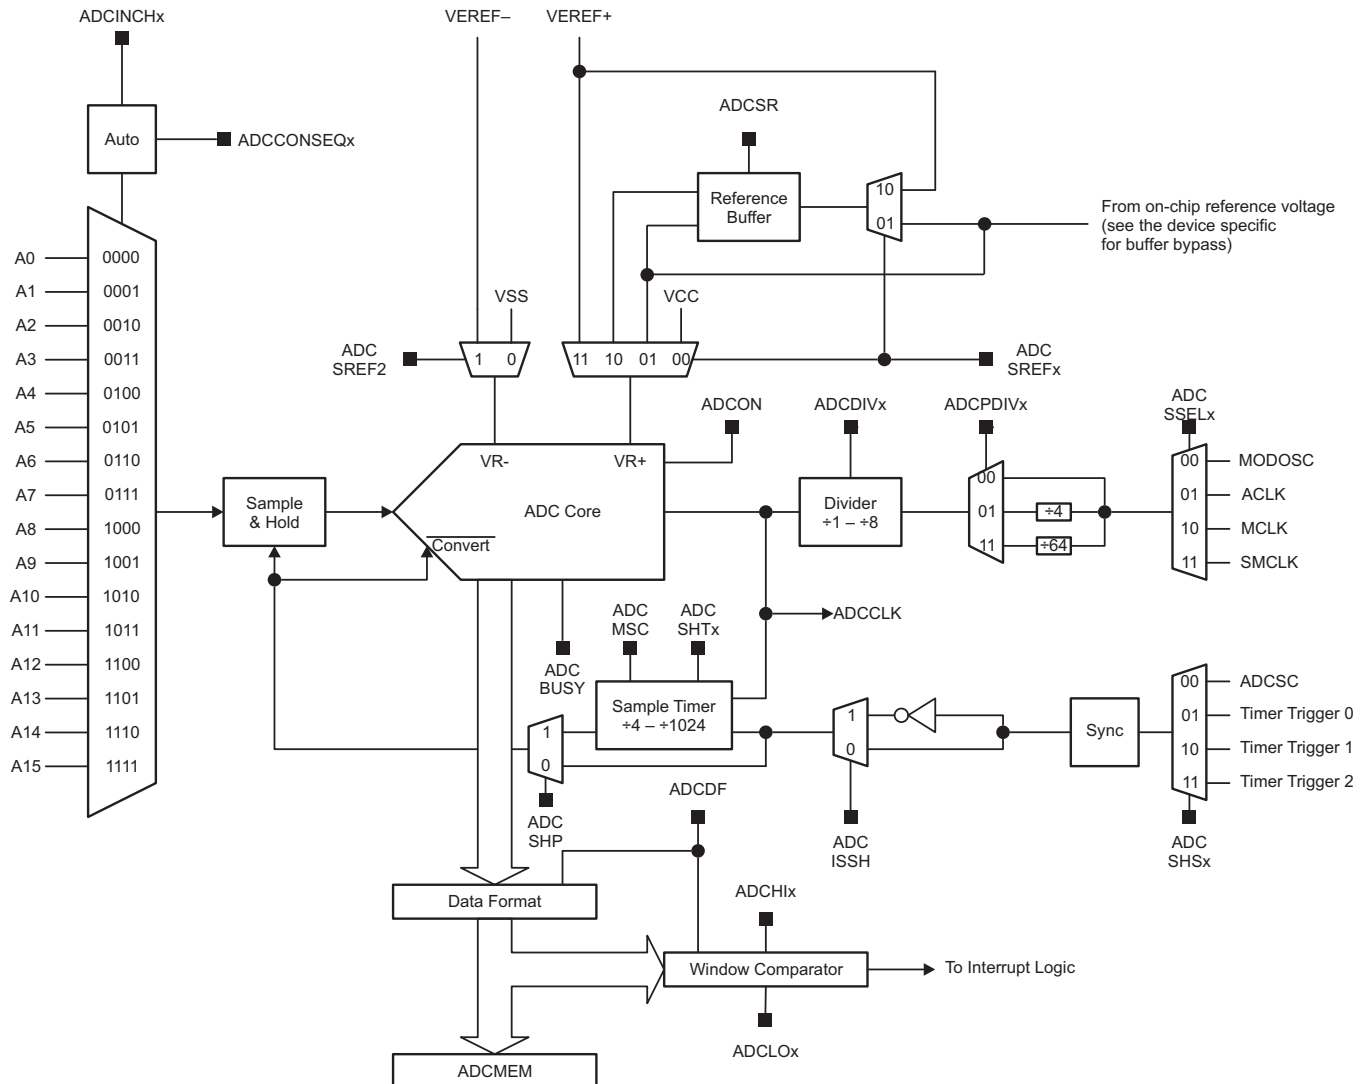 ADCINCHx
VEREF–
VEREF+
ADCSR
Auto
ADCCONSEQx
Reference
Buffer
10
01
From on-chip reference voltage
(see the device specific
for buffer bypass)
A0 0000
A1 0001
A2 0010
A3 0011
A4 0100
A5 0101
A6 0110
A7 0111
A8 1000
A9 1001
A10 1010
A11 1011
A12 1100
A13 1101
A14 1110
A15 1111
VSS
VCC
ADC
SREF2
1 0
11 10 01 00
ADC
SREFx
ADCON
ADCDIVx
ADCPDIVx
ADC
SSELx
VR-
VR+
ADC Core
Convert
Sample
& Hold
Divider
÷1 – ÷8
00
01
11
÷4
÷64
00 MODOSC
01 ACLK
10 MCLK
11 SMCLK
ADCCLK
ADC
BUSY
ADC
MSC
ADC
SHTx
Sample Timer
÷4 – ÷1024
1
0
ADC
SHP
1
0
ADC
ISSH
Sync
00 ADCSC
01 Timer Trigger 0
10 Timer Trigger 1
11 Timer Trigger 2
ADC
SHSx
ADCDF
Data Format
ADCHIx
Window Comparator
To Interrupt Logic
ADCLOx
ADCMEM